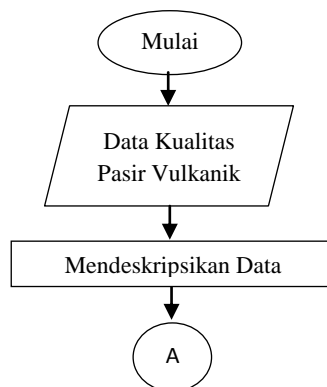 Mulai
Data Kualitas
Pasir Vulkanik
Mendeskripsikan Data
A